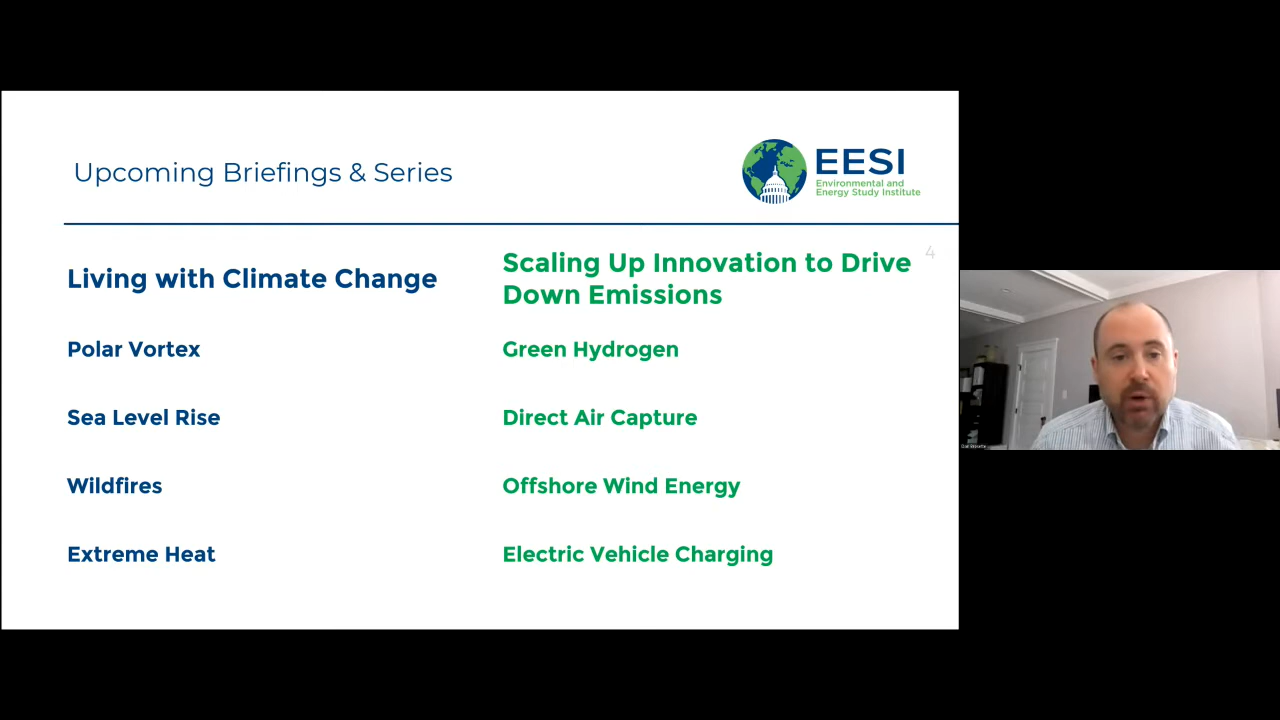 Upcoming Briefings & Series
EESI
Environmental and
Energy Study Institute
4
Living with Climate Change
Polar Vortex
Sea Level Rise
Wildfires
Extreme Heat
Scaling Up Innovation to Drive
Down Emissions
Green Hydrogen
Direct Air Capture
Offshore Wind Energy
Electric Vehicle Charging